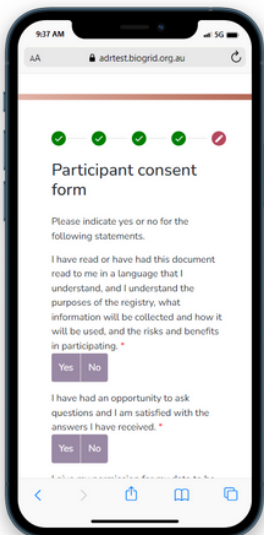 9:37 AM
5G
AA adrtest.biogrid.org.au
Participant consent
form
Please indicate yes or no for the
following statements.
I have read or have had this document
read to me in a language that I
understand, and I understand the
purposes of the registry, what
information will be collected and how it
will be used, and the risks and benefits
in participating. *
Yes No
I have had an opportunity to ask
questions and I am satisfied with the
answers I have received. *
Yes No